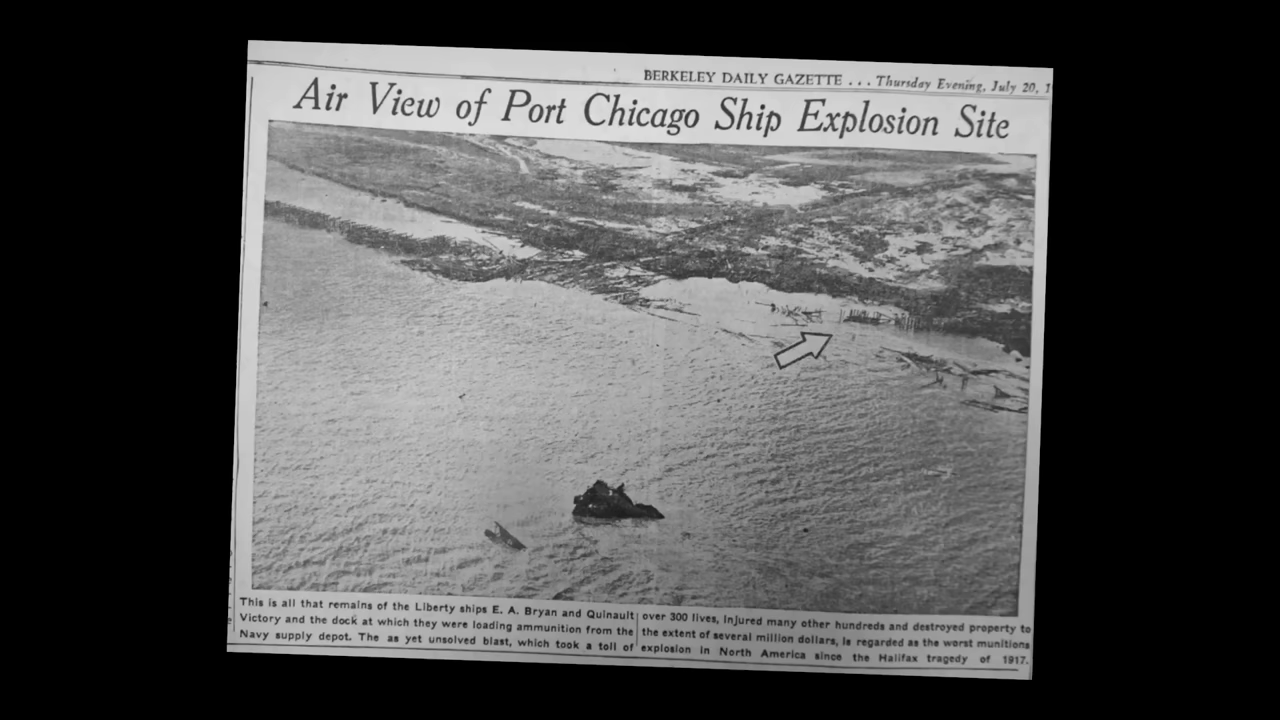 BERKELEY DAILY GAZETTE . . . Thursday Evening, July 20, 1
Air View of Port Chicago Ship Explosion Site
This is all that remains of the Liberty ships E. A. Bryan and Quinault
Victory and the dock at which they were loading ammunition from the
Navy supply depot. The as yet unsolved blast, which took a toll of
over 300 lives, injured many other hundreds and destroyed property to
the extent of several million dollars, is regarded as the worst munitions
explosion in North America since the Halifax tragedy of 1917.